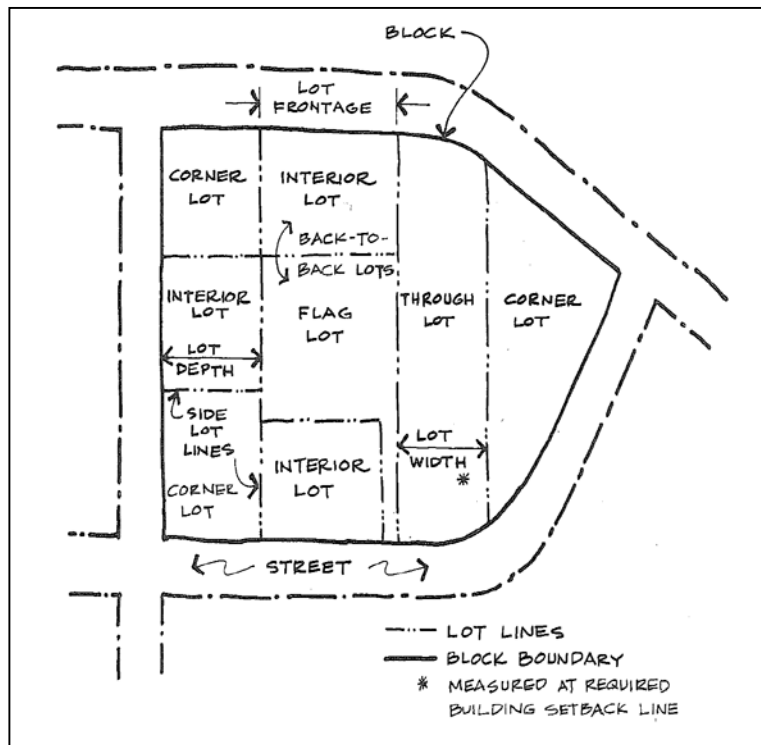 BLOCK
LOT
FRONTAGE
CORNER
LOT
INTERIOR
LOT
BACK-TO-
BACK LOTS
INTERIOR
LOT
FLAG
LOT
THROUGH
LOT
CORNER
LOT
LOT
DEPTH
SIDE
LOT
LINES
CORNER
LOT
INTERIOR
LOT
LOT
WIDTH
*
STREET
LOT LINES
BLOCK BOUNDARY
* MEASURED AT REQUIRED
BUILDING SETBACK LINE